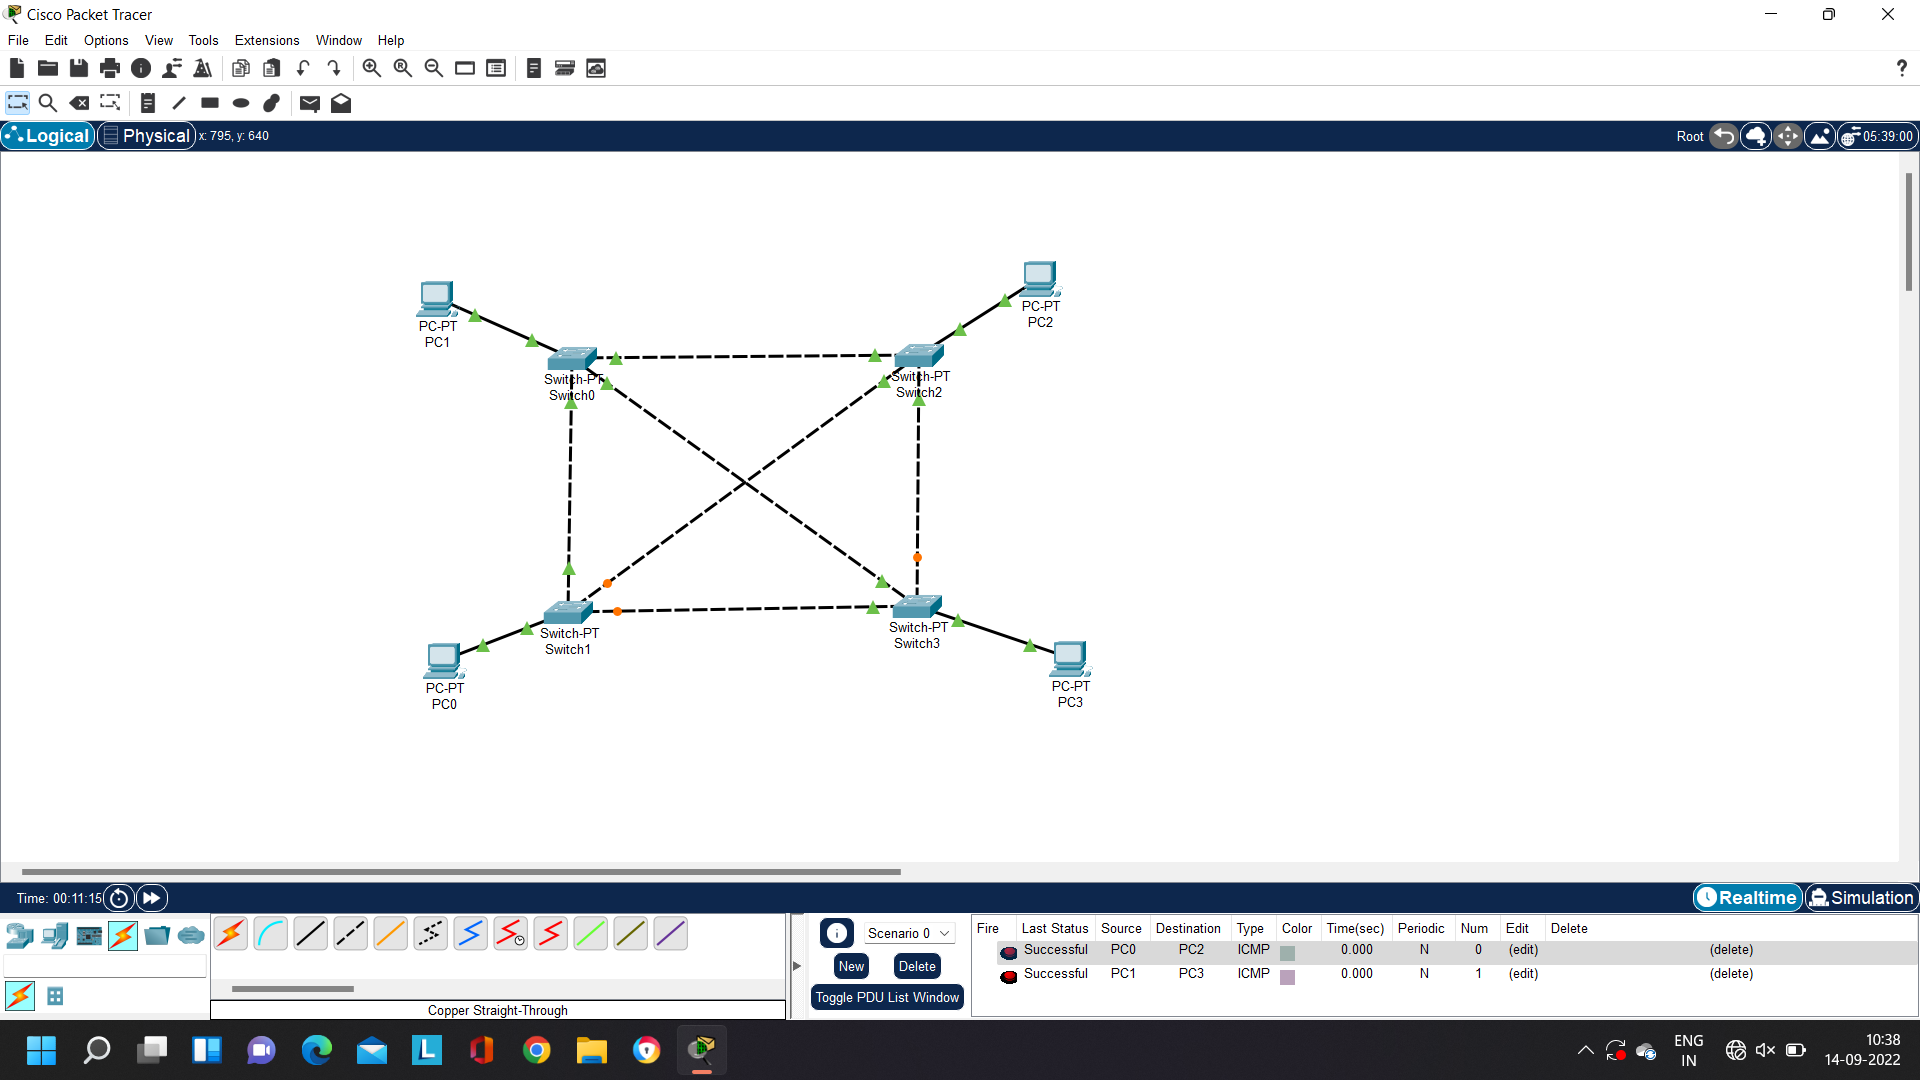 Cisco Packet Tracer
File Edit Options View Tools Extensions Window Help
?
Logical Physical x: 795, y: 640 Root 05:39:00
PC-PT
PC2
PC-PT
PC1
Switch-PT
Switch0
Switch-PT
Switch2
Switch-PT
Switch1
Switch-PT
Switch3
PC-PT
PC0
PC-PT
PC3
Time: 00:11:15 Realtime Simulation
Scenario 0
New Delete
Toggle PDU List Window
Copper Straight-Through
Fire Last Status Source Destination Type Color Time(sec) Periodic Num Edit Delete
Successful PC0 PC2 ICMP 0.000 N 0 (edit) (delete)
Successful PC1 PC3 ICMP 0.000 N 1 (edit) (delete)
L
ENG
IN
10:38
14-09-2022